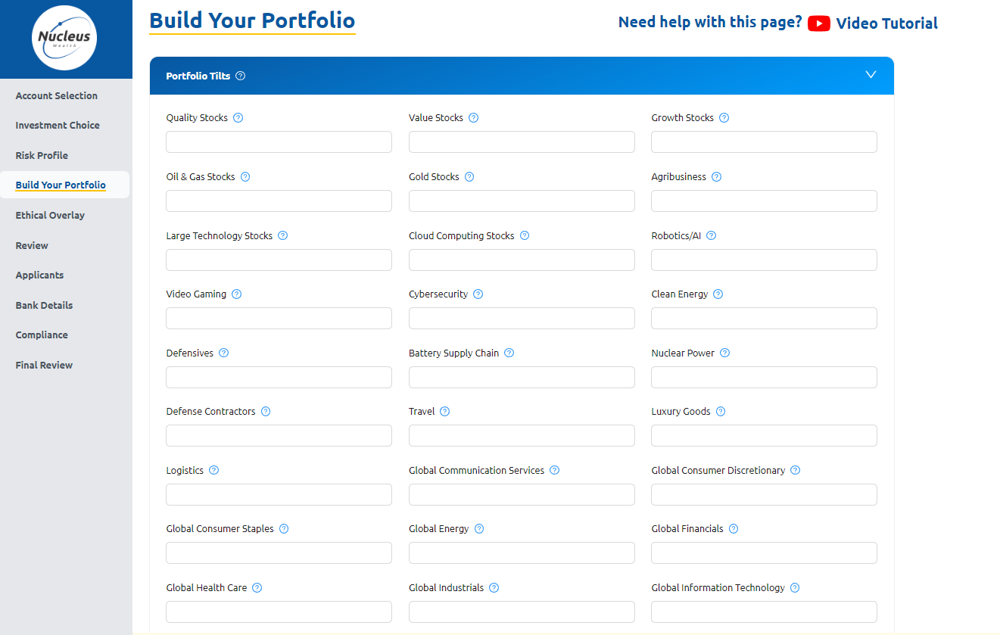 Nucleus
Wealth
Account Selection
Investment Choice
Risk Profile
Build Your Portfolio
Ethical Overlay
Review
Applicants
Bank Details
Compliance
Final Review
Build Your Portfolio
Need help with this page? Video Tutorial
Portfolio Tilts ?
Quality Stocks ? Value Stocks ? Growth Stocks ?
Oil & Gas Stocks ? Gold Stocks ? Agribusiness ?
Large Technology Stocks ? Cloud Computing Stocks ? Robotics/AI ?
Video Gaming ? Cybersecurity ? Clean Energy ?
Defensives ? Battery Supply Chain ? Nuclear Power ?
Defense Contractors ? Travel ? Luxury Goods ?
Logistics ? Global Communication Services ? Global Consumer Discretionary ?
Global Consumer Staples ? Global Energy ? Global Financials ?
Global Health Care ? Global Industrials ? Global Information Technology ?